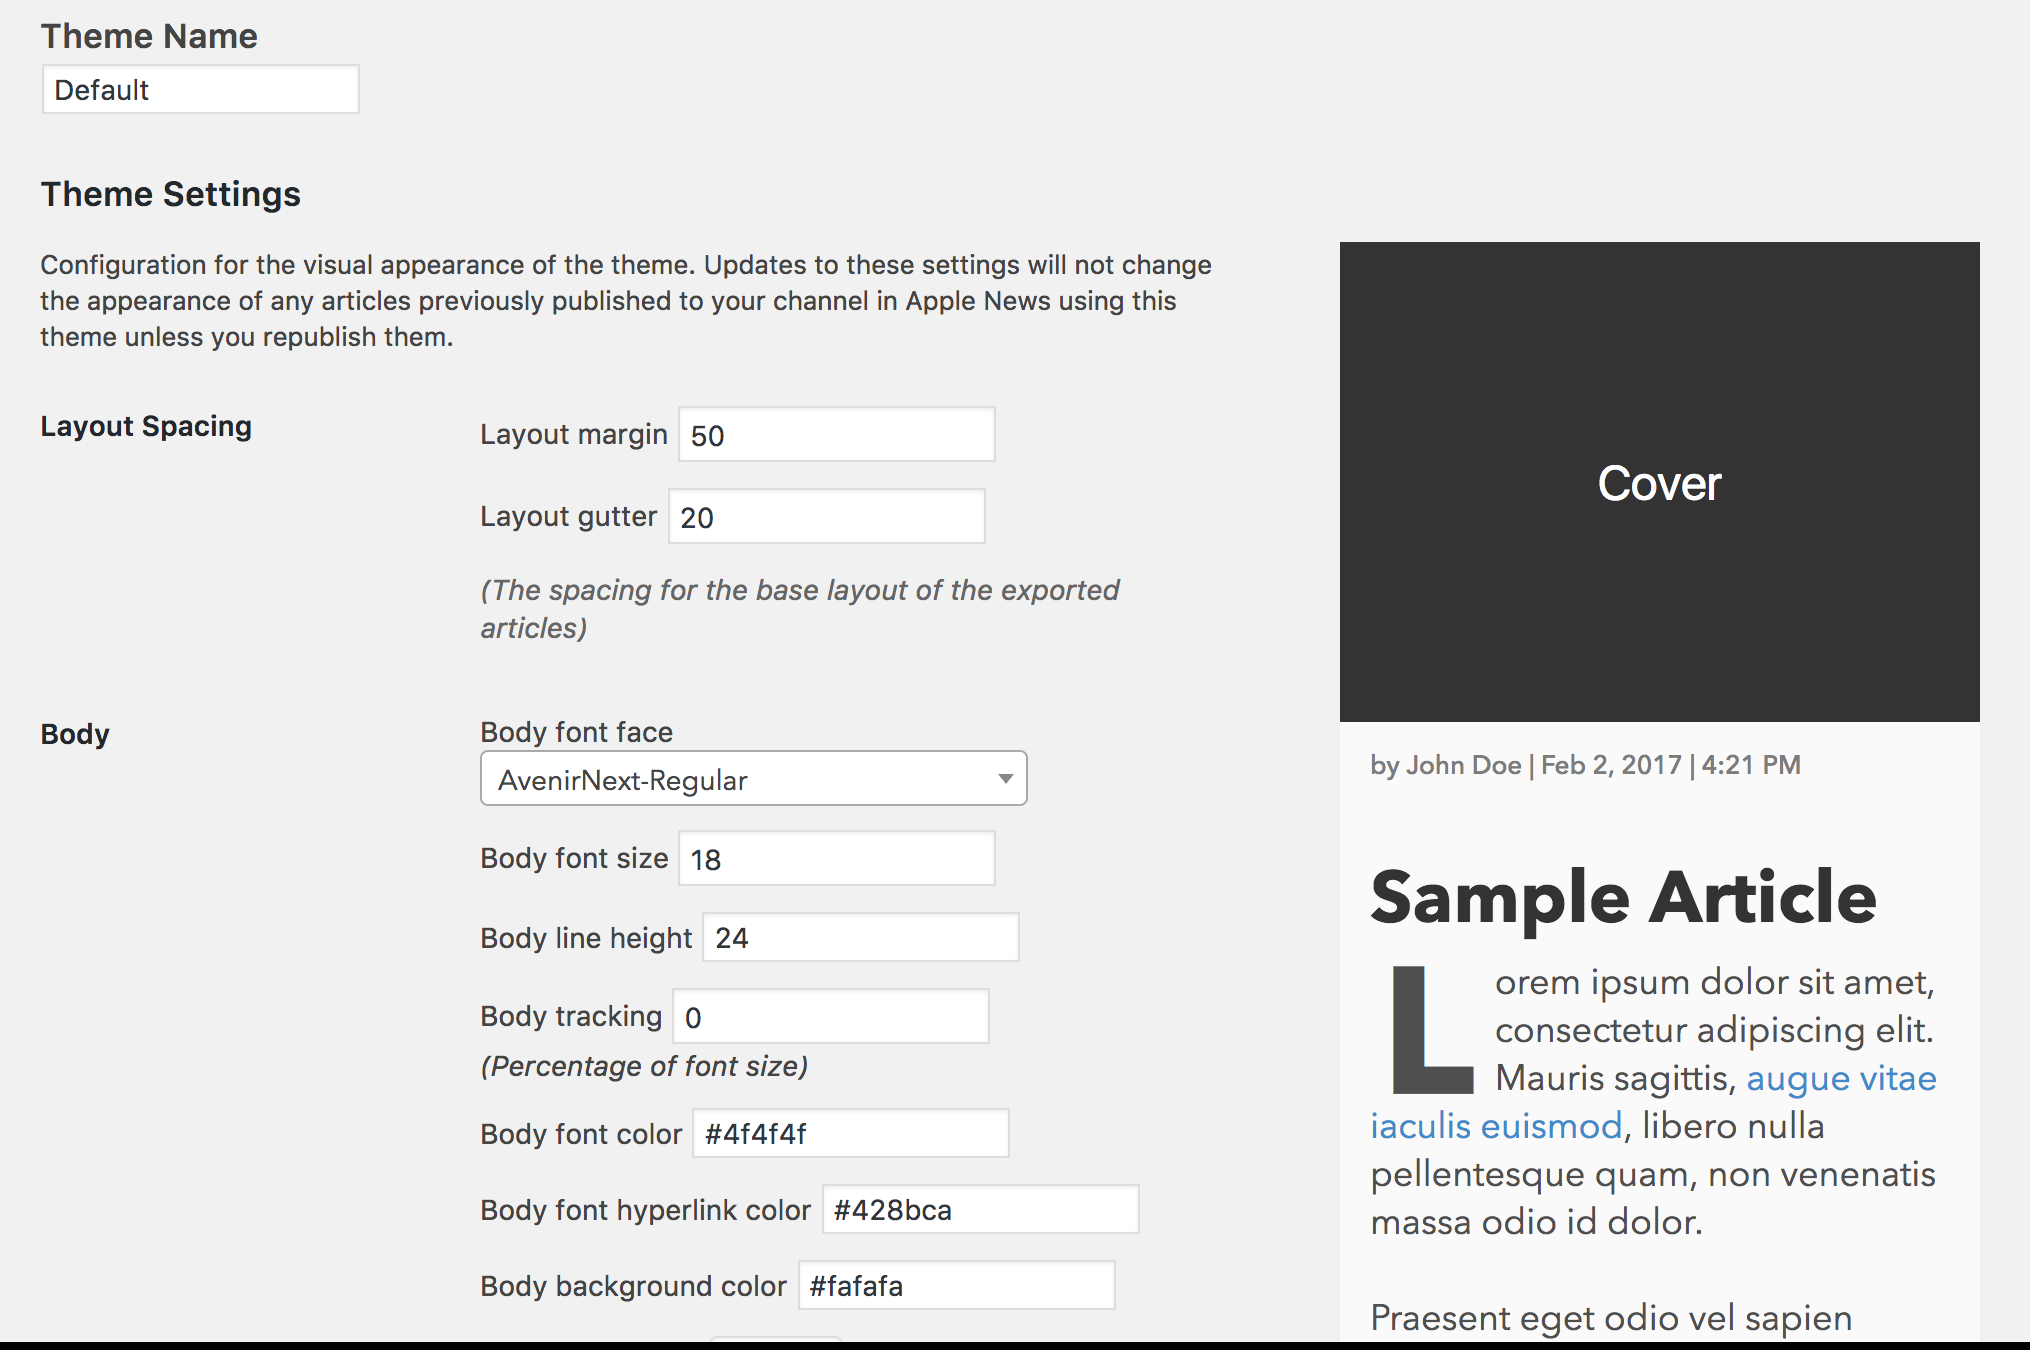 Theme Name
Default
Theme Settings
Configuration for the visual appearance of the theme. Updates to these settings will not change
the appearance of any articles previously published to your channel in Apple News using this
theme unless you republish them.
Layout Spacing
Layout margin 50
Layout gutter 20
(The spacing for the base layout of the exported
articles)
Body
Body font face
AvenirNext-Regular
Body font size 18
Body line height 24
Body tracking 0
(Percentage of font size)
Body font color #4f4f4f
Body font hyperlink color #428bca
Body background color #fafafa
Cover
by John Doe | Feb 2, 2017 | 4:21 PM
Sample Article
Lorem ipsum dolor sit amet,
consectetur adipiscing elit.
Mauris sagittis, augue vitae
iaculis euismod, libero nulla
pellentesque quam, non venenatis
massa odio id dolor.
Praesent eget odio vel sapien